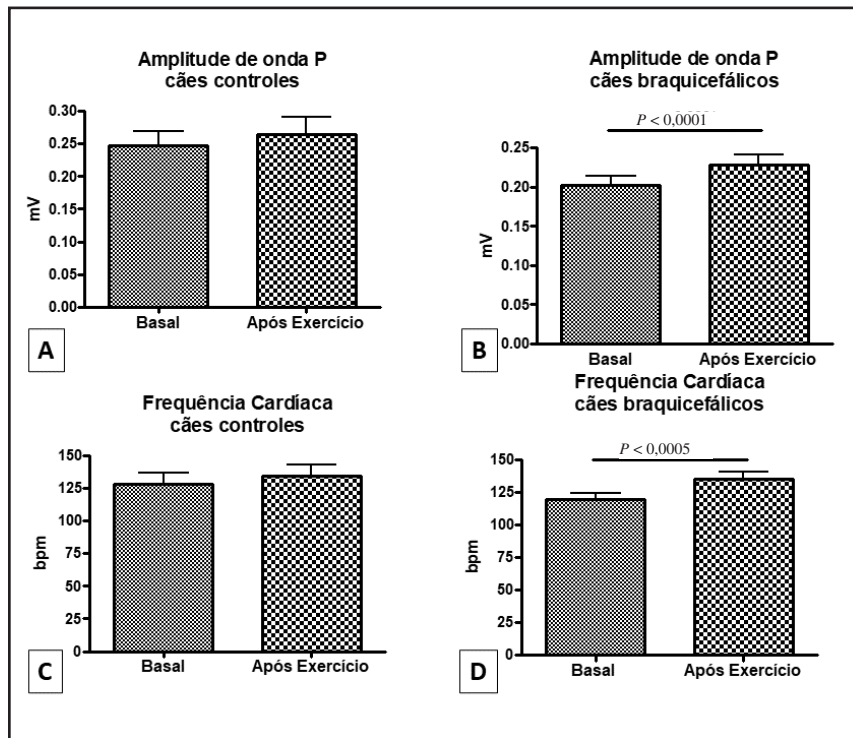 Amplitude de onda P
cães controles
0.30
0.25
0.20
0.15
0.10
0.05
0.00
mV
Basal
Após Exercício
A
Amplitude de onda P
cães braquicefálicos
P < 0,0001
0.25
0.20
0.15
0.10
0.05
0.00
mV
Basal
Após Exercício
B
Frequência Cardíaca
cães controles
150
125
100
75
50
25
0
bpm
Basal
Após Exercício
C
Frequência Cardíaca
cães braquicefálicos
P < 0,0005
150
125
100
75
50
25
0
bpm
Basal
Após Exercício
D